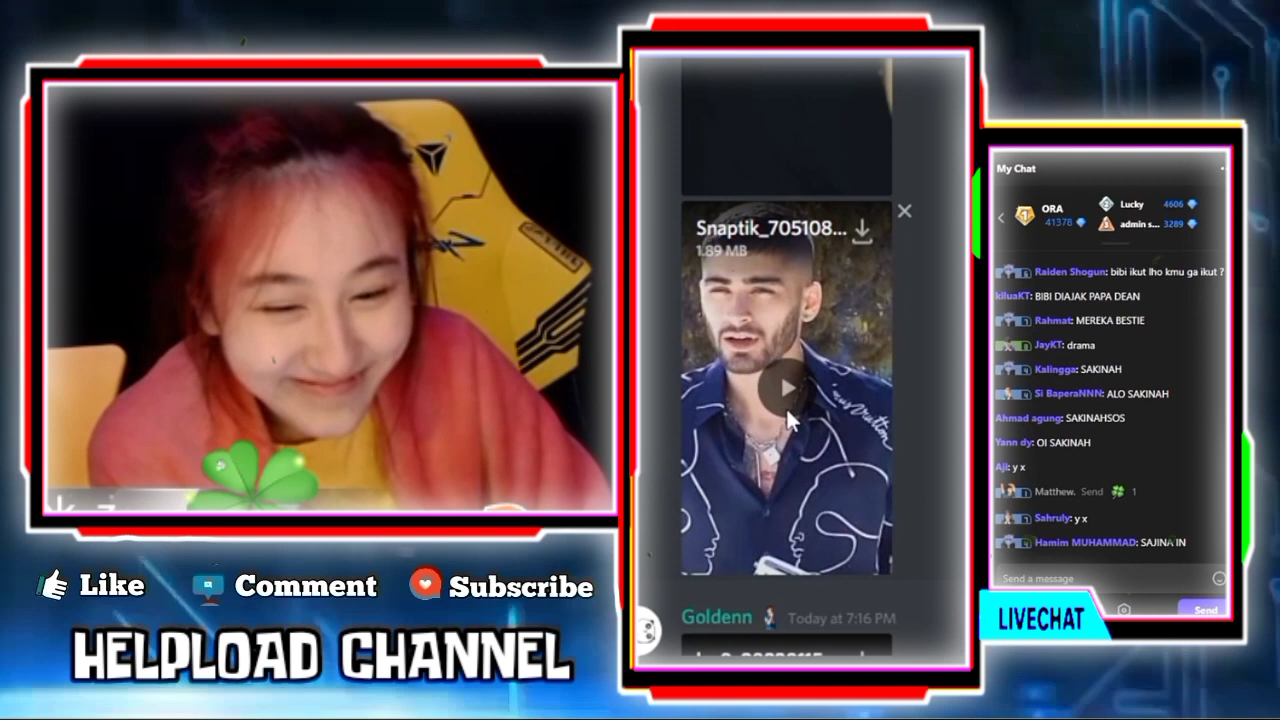 Like
Comment
Subscribe
HELPLOAD CHANNEL
Snaptik_705108...
1.89 MB
Goldenn
Today at 7:16 PM
My Chat
ORA
41378
Lucky
4606
admin s...
3289
Raiden Shogun: bibi ikut lho kmu ga ikut ?
kiluaKT: BIBI DIAJAK PAPA DEAN
Rahmat: MEREKA BESTIE
JayKT: drama
Kalingga: SAKINAH
Si BaperaNNN: ALO SAKINAH
Ahmad agung: SAKINAHSOS
Yann dy: OI SAKINAH
Aji: y x
Matthew. Send 1
Sahruly: y x
Hamim MUHAMMAD: SAJINA IN
Send a message
Send
LIVECHAT